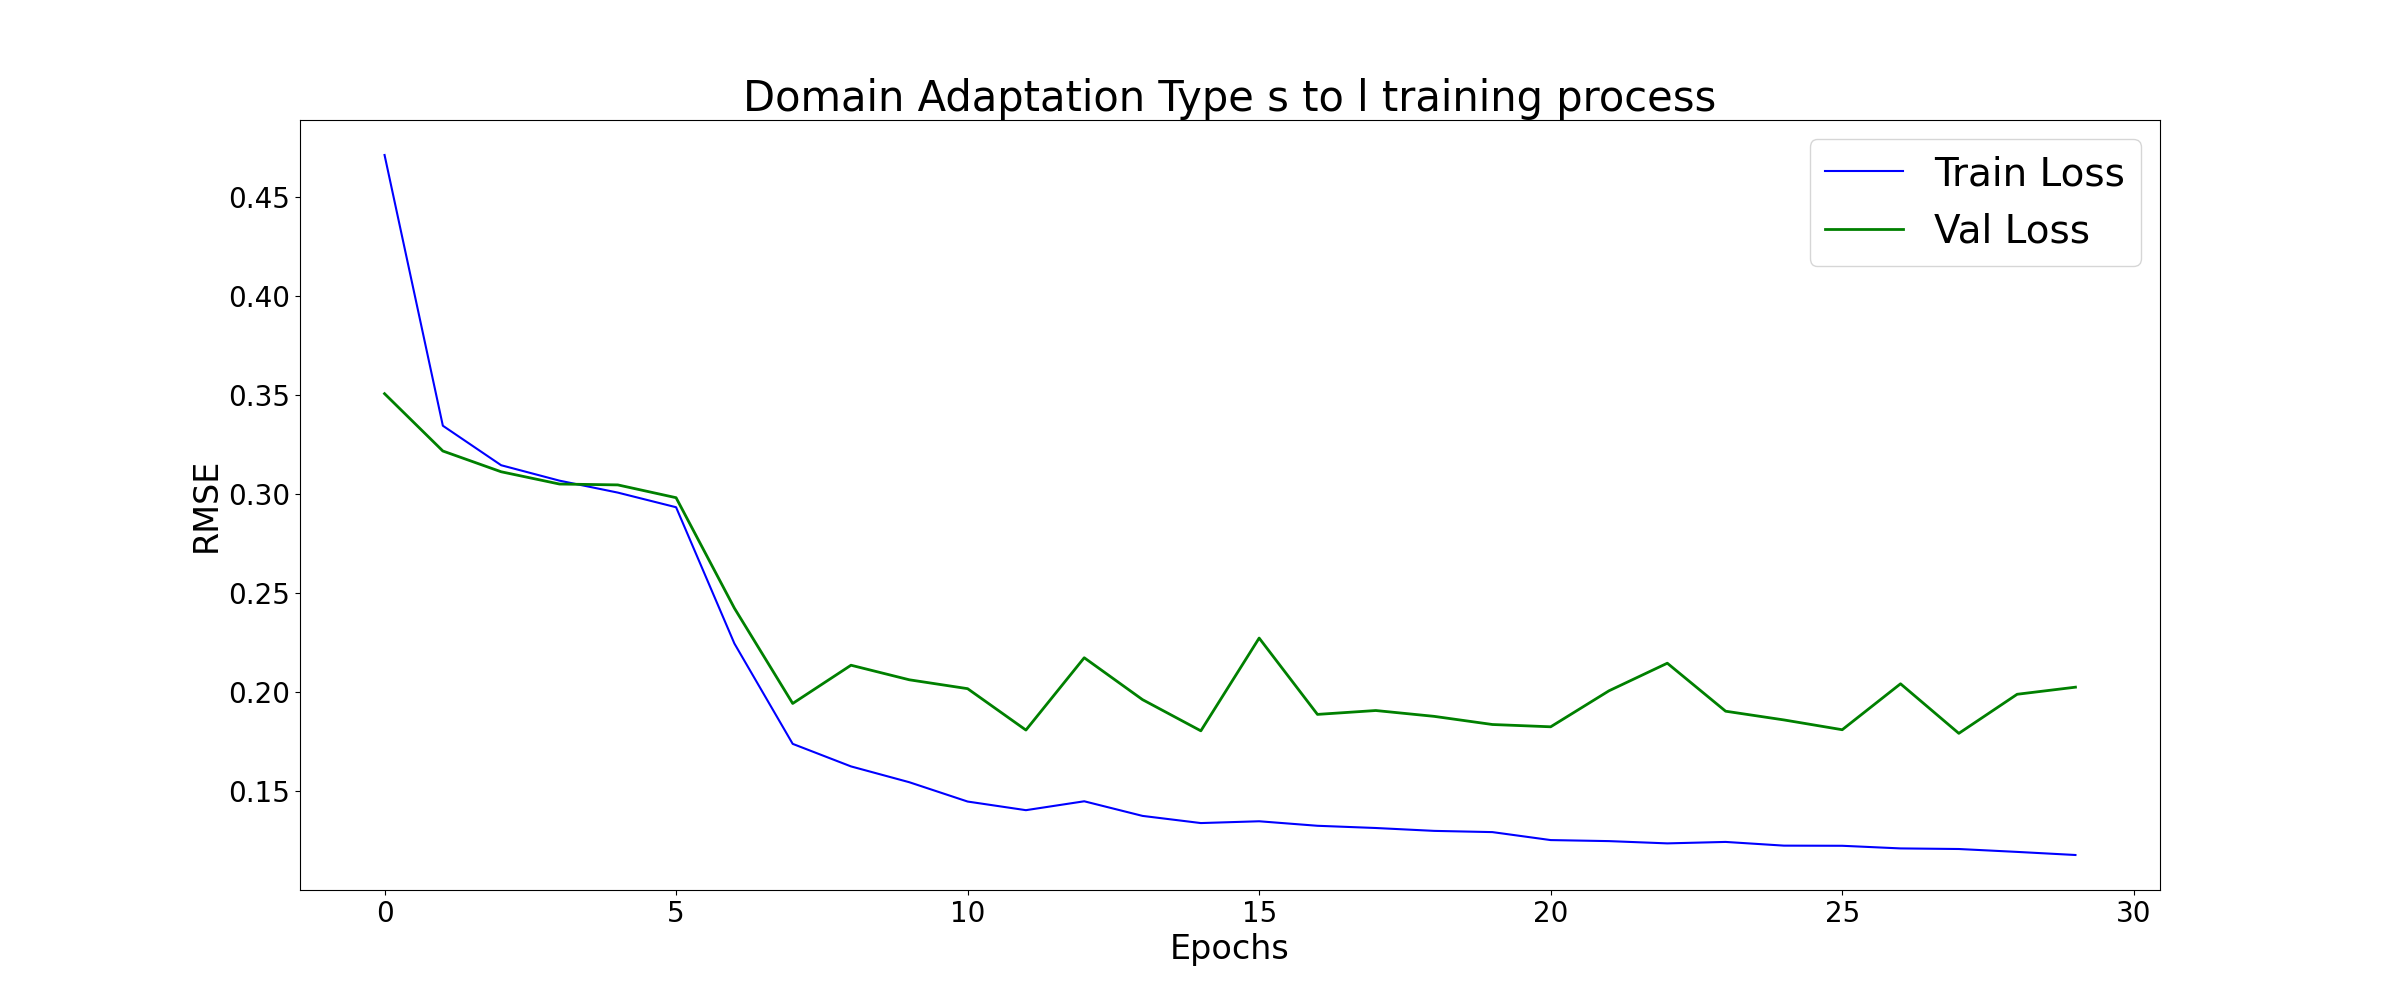 Domain Adaptation Type s to l training process
Train Loss
Val Loss
RMSE
0.45
0.40
0.35
0.30
0.25
0.20
0.15
0 5 10 15 20 25 30
Epochs